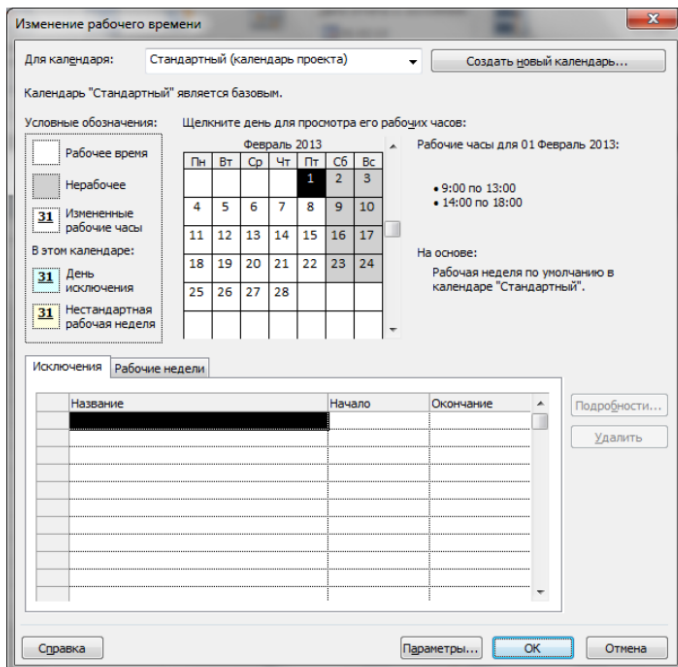 Изменение рабочего времени
Для календаря: Стандартный (календарь проекта) Создать новый календарь...
Календарь "Стандартный" является базовым.
Условные обозначения:
Рабочее время
Нерабочее
31 Измененные
рабочие часы
В этом календаре:
31 День
исключения
31 Нестандартная
рабочая неделя
Щелкните день для просмотра его рабочих часов:
Февраль 2013
Пн Вт Ср Чт Пт Сб Вс
1 2 3
4 5 6 7 8 9 10
11 12 13 14 15 16 17
18 19 20 21 22 23 24
25 26 27 28
Рабочие часы для 01 Февраль 2013:
• 9:00 по 13:00
• 14:00 по 18:00
На основе:
Рабочая неделя по умолчанию в
календаре "Стандартный".
Исключения Рабочие недели
Название Начало Окончание
Подробности...
Удалить
Справка Параметры... ОК Отмена